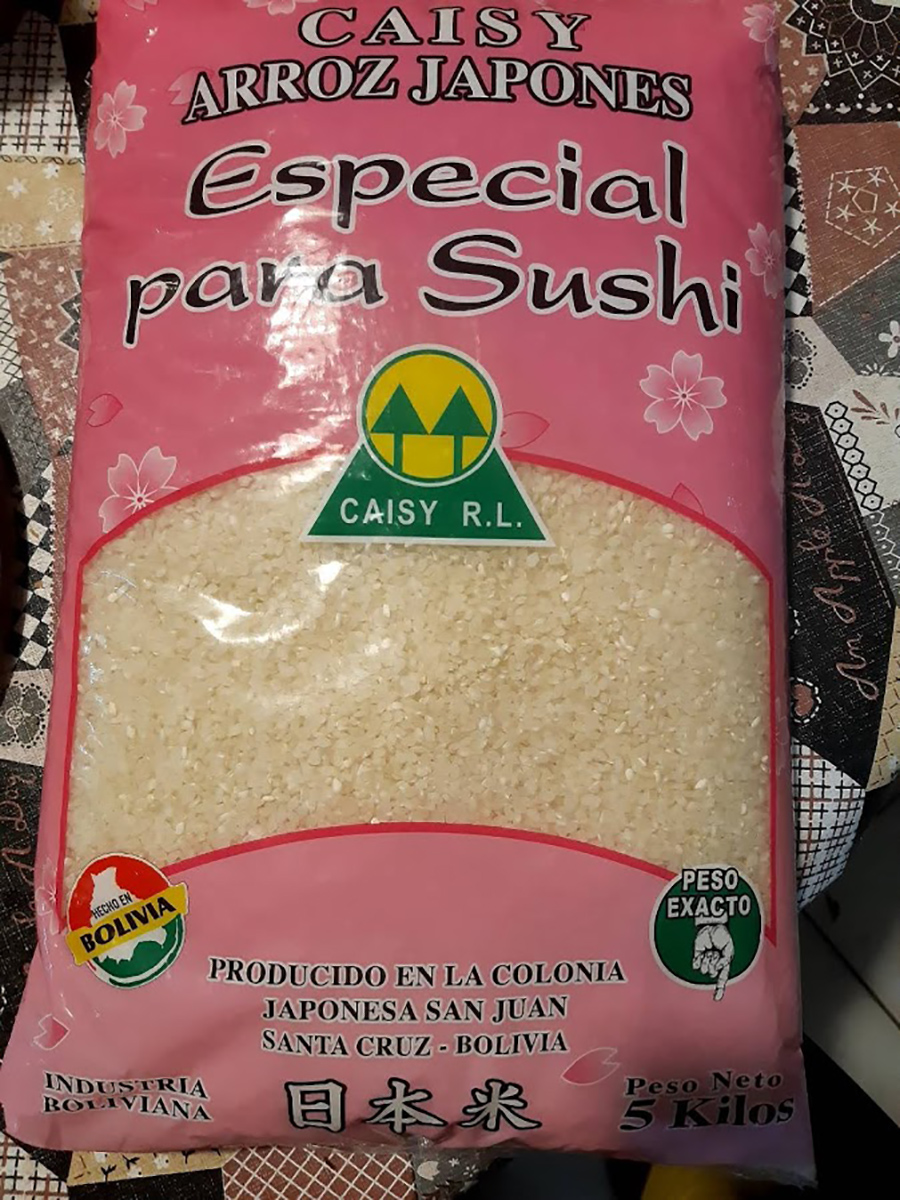 CAISY
ARROZ JAPONES
Especial
para Sushi
CAISY R.L.
HECHO EN
BOLIVIA
PESO
EXACTO
PRODUCIDO EN LA COLONIA
JAPONESA SAN JUAN
SANTA CRUZ - BOLIVIA
INDUSTRIA
BOLIVIANA
日本米
Peso Neto
5 Kilos